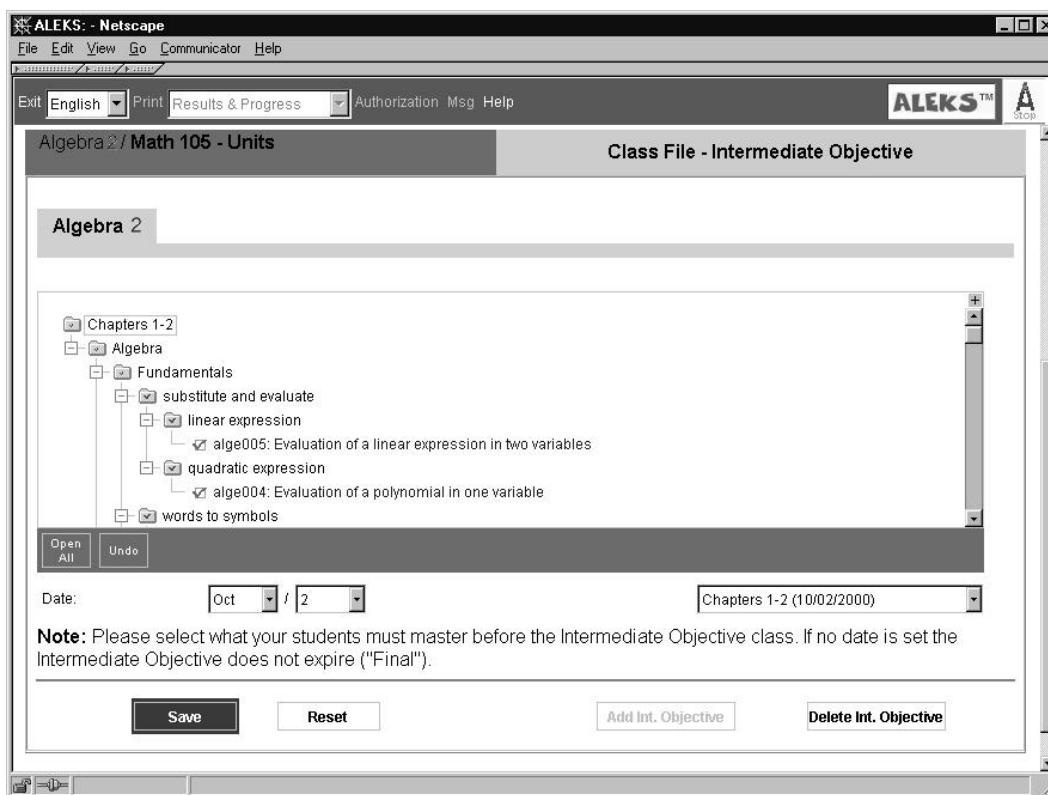 ALEKS: - Netscape
File Edit View Go Communicator Help
Exit English Print Results & Progress Authorization Msg Help ALEKS™ A
Stop
Algebra 2/ Math 105 - Units
Class File - Intermediate Objective
Algebra 2
+
Chapters 1-2
Algebra
Fundamentals
substitute and evaluate
linear expression
alge005: Evaluation of a linear expression in two variables
quadratic expression
alge004: Evaluation of a polynomial in one variable
words to symbols
Open
All
Undo
Date: Oct / 2 Chapters 1-2 (10/02/2000)
Note: Please select what your students must master before the Intermediate Objective class. If no date is set the
Intermediate Objective does not expire ("Final").
Save Reset Add Int. Objective Delete Int. Objective